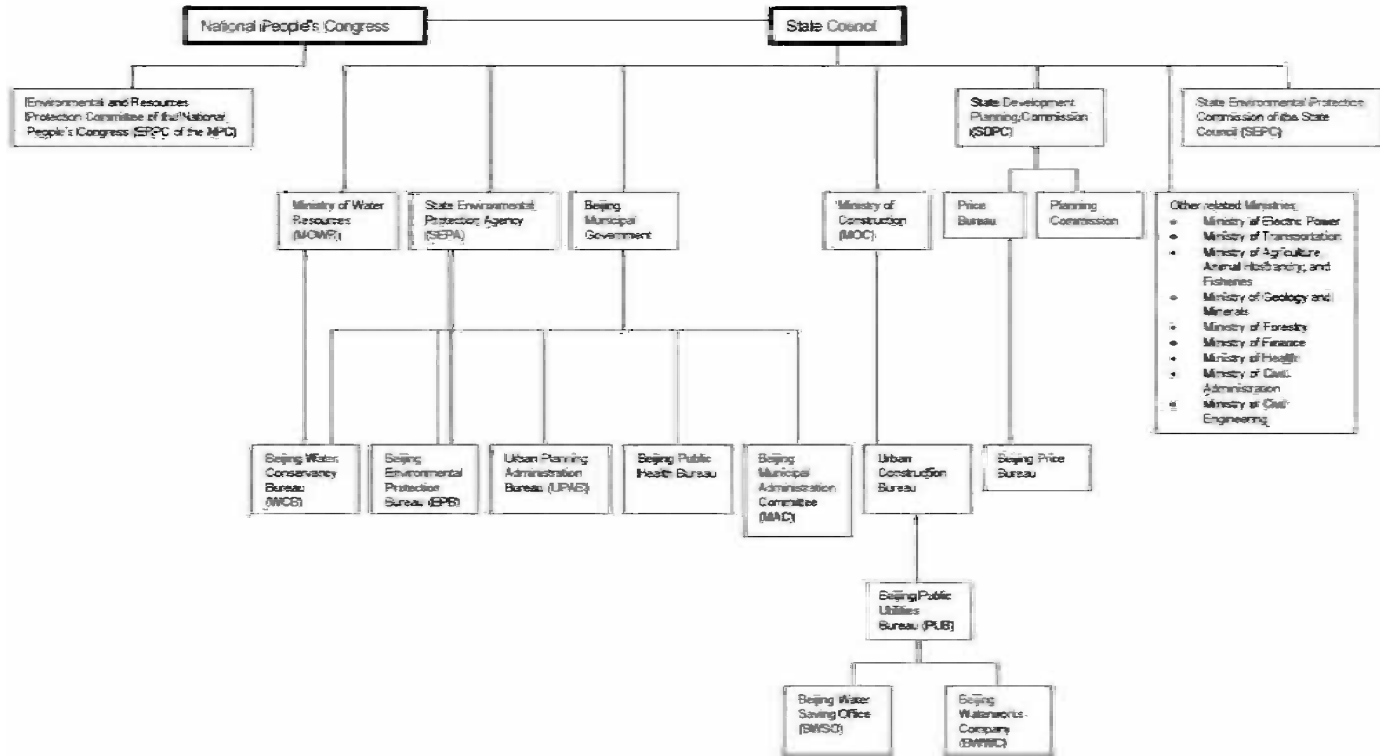 National People's Congress
State Council
Environmental and Resources
Protection Committee of the National
People's Congress (ERPC of the NPC)
State Development
Planning Commission
(SDPC)
State Environmental Protection
Commission of the State
Council (SEPC)
Ministry of Water
Resources
(MOWR)
State Environmental
Protection Agency
(SEPA)
Beijing
Municipal
Government
Ministry of
Construction
(MOC)
Price
Bureau
Planning
Commission
Other related Ministries
• Ministry of Electric Power
• Ministry of Transportation
• Ministry of Agriculture,
Animal Husbandry, and
Fisheries
• Ministry of Geology and
Minerals
• Ministry of Forestry
• Ministry of Finance
• Ministry of Health
• Ministry of Civil
Administration
• Ministry of Civil
Engineering
Beijing Water
Conservancy
Bureau
(WCB)
Beijing
Environmental
Protection
Bureau (EPB)
Urban Planning
Administration
Bureau (UPAB)
Beijing Public
Health Bureau
Beijing
Municipal
Administration
Committee
(MAC)
Urban
Construction
Bureau
Beijing Price
Bureau
Beijing Public
Utilities
Bureau (PUB)
Beijing Water
Saving Office
(BWSO)
Beijing
Waterworks
Company
(BWWC)